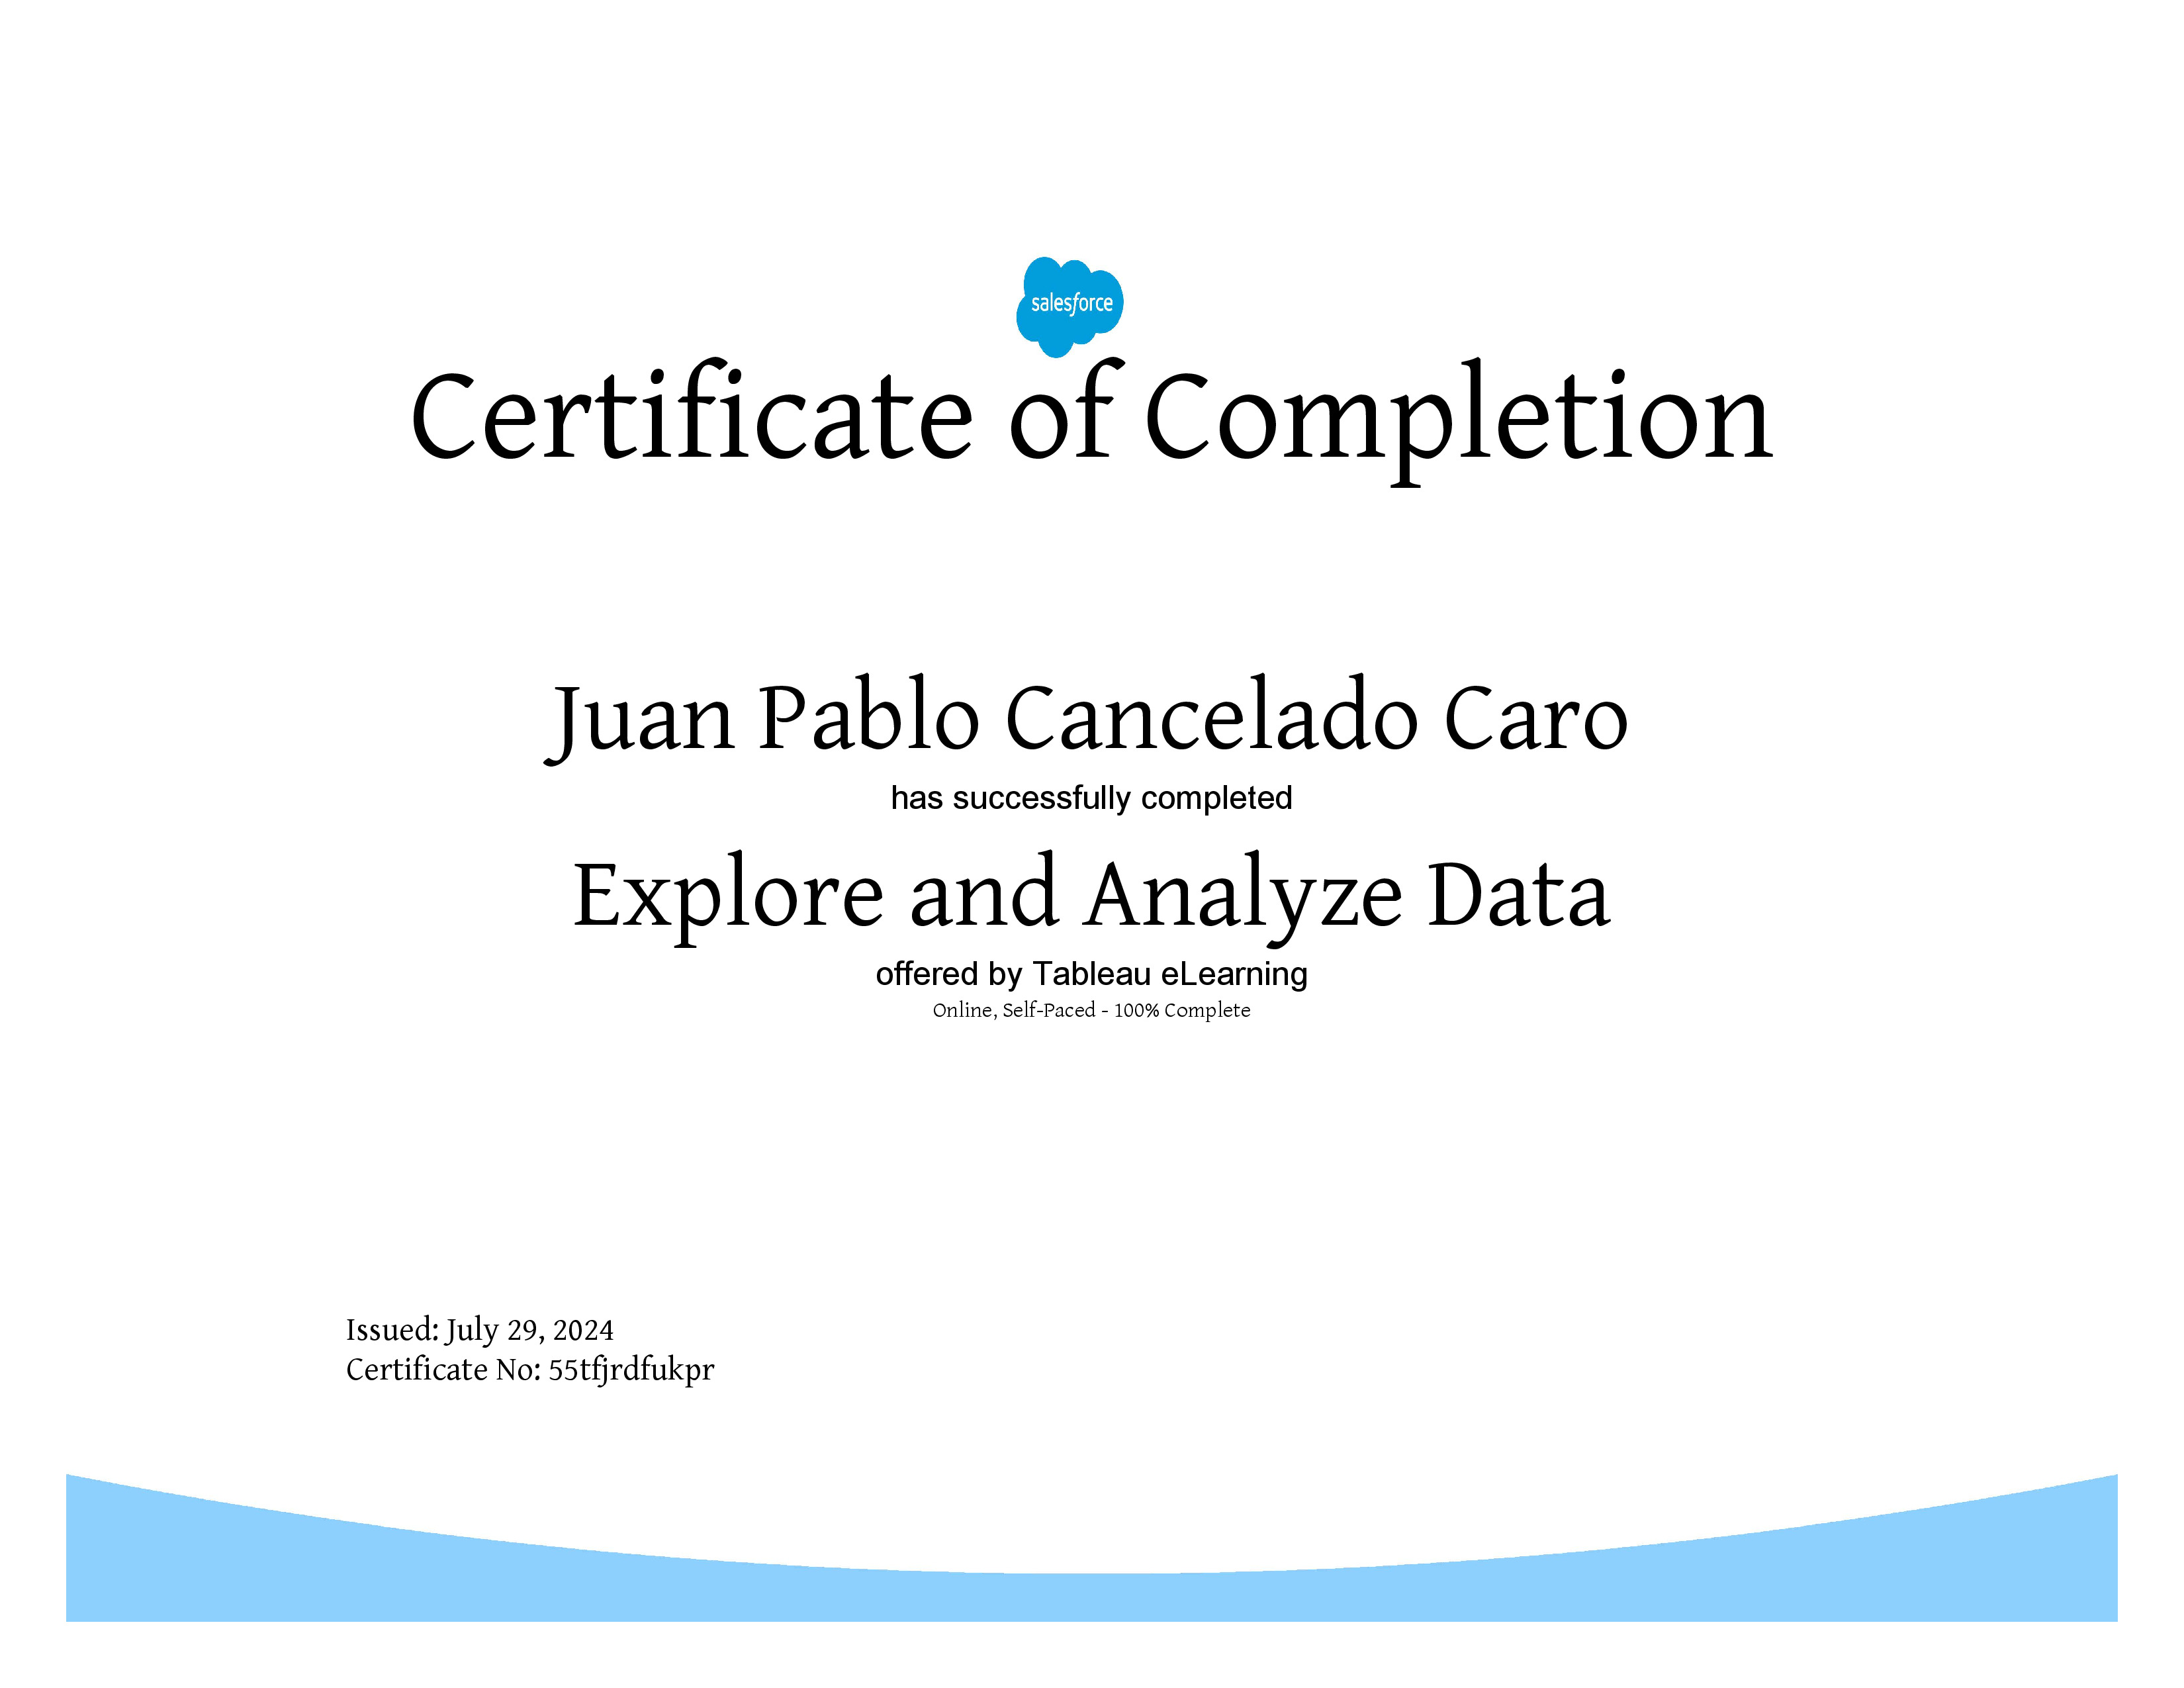 salesforce
Certificate of Completion
Juan Pablo Cancelado Caro
has successfully completed
Explore and Analyze Data
offered by Tableau eLearning
Online, Self-Paced - 100% Complete
Issued: July 29, 2024
Certificate No: 55tfjrdfukpr